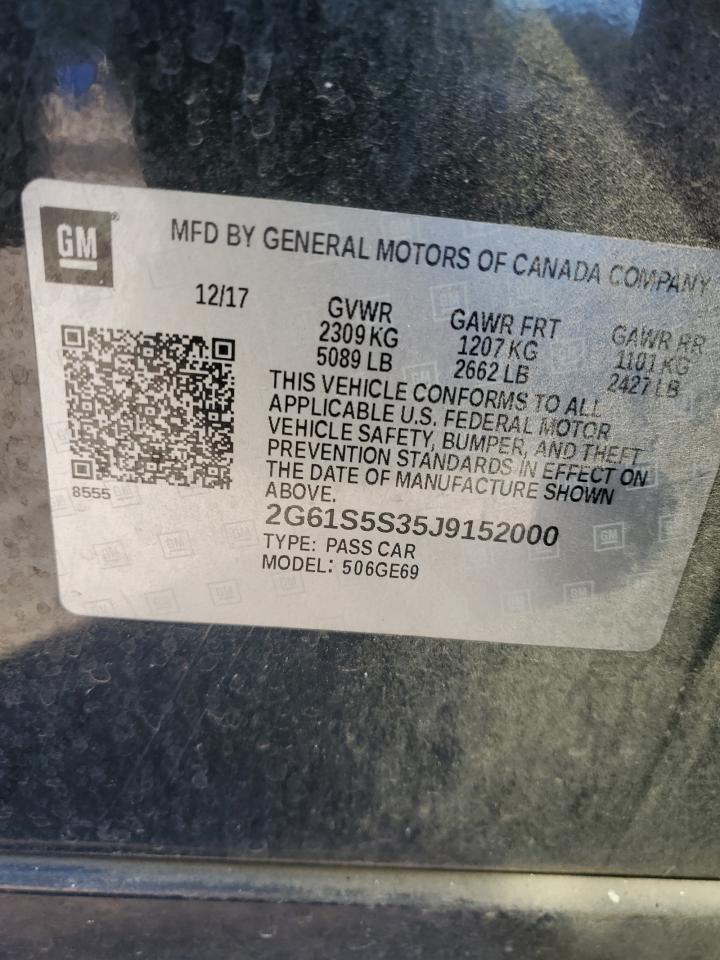 GM
MFD BY GENERAL MOTORS OF CANADA COMPANY
12/17
GVWR
2309 KG
5089 LB
GAWR FRT
1207 KG
2662 LB
GAWR RR
1101 KG
2427 LB
THIS VEHICLE CONFORMS TO ALL
APPLICABLE U.S. FEDERAL MOTOR
VEHICLE SAFETY, BUMPER, AND THEFT
PREVENTION STANDARDS IN EFFECT ON
THE DATE OF MANUFACTURE SHOWN
ABOVE.
8555
2G61S5S35J9152000
TYPE: PASS CAR
MODEL: 506GE69